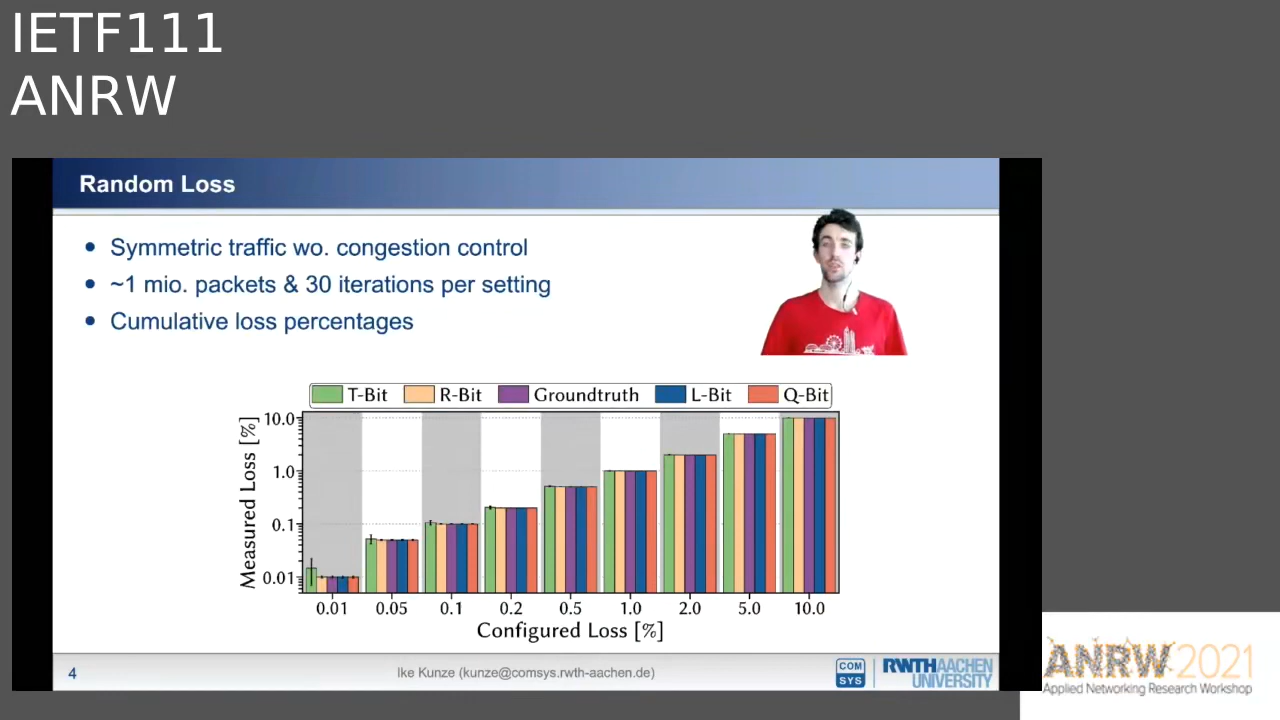 IETF111
ANRW
Random Loss
• Symmetric traffic wo. congestion control
• ~1 mio. packets & 30 iterations per setting
• Cumulative loss percentages
T-Bit R-Bit Groundtruth L-Bit Q-Bit
Measured Loss [%]
10.0
1.0
0.1
0.01
0.01 0.05 0.1 0.2 0.5 1.0 2.0 5.0 10.0
Configured Loss [%]
4
Ike Kunze (kunze@comsys.rwth-aachen.de)
COM
SYS
RWTHAACHEN
UNIVERSITY
ANRW2021
Applied Networking Research Workshop